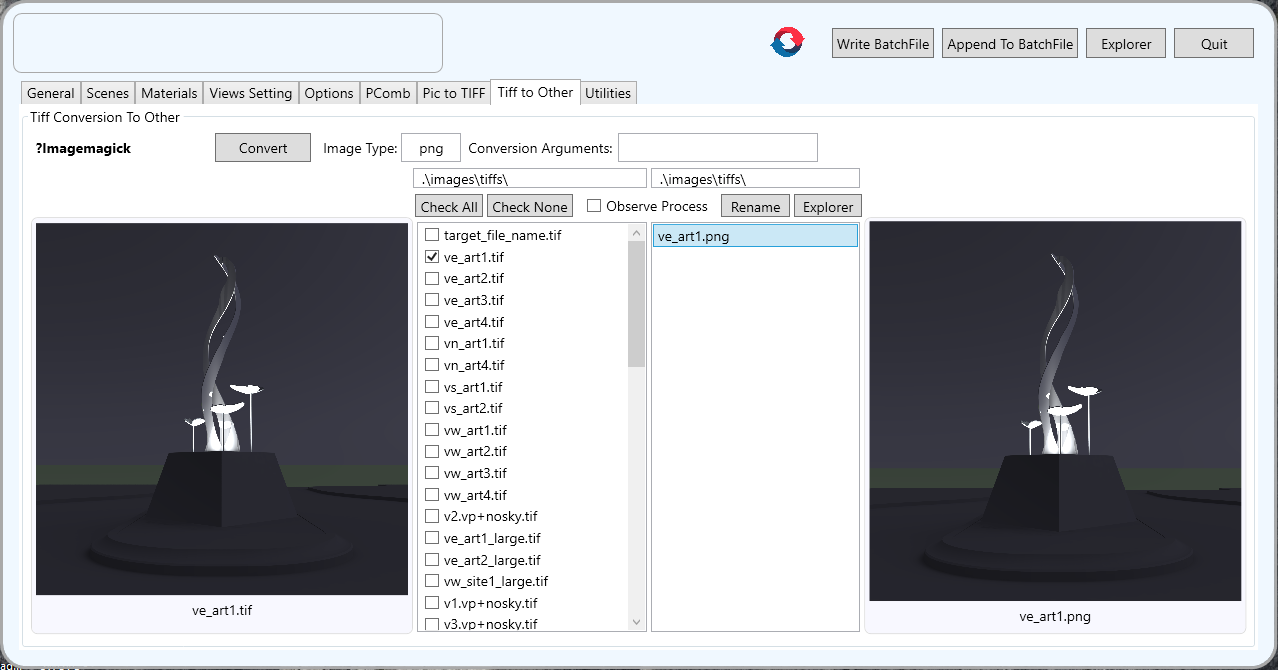 Write BatchFile Append To BatchFile Explorer Quit
General Scenes Materials Views Setting Options PComb Pic to TIFF Tiff to Other Utilities
Tiff Conversion To Other
?Imagemagick Convert Image Type: png Conversion Arguments:
.\images\tiffs\ .\images\tiffs\
Check All Check None Observe Process Rename Explorer
target_file_name.tif
ve_art1.tif
ve_art2.tif
ve_art3.tif
ve_art4.tif
vn_art1.tif
vn_art4.tif
vs_art1.tif
vs_art2.tif
vw_art1.tif
vw_art2.tif
vw_art3.tif
vw_art4.tif
v2.vp+nosky.tif
ve_art1_large.tif
ve_art2_large.tif
vw_site1_large.tif
v1.vp+nosky.tif
v3.vp+nosky.tif
ve_art1.png
ve_art1.tif
ve_art1.png